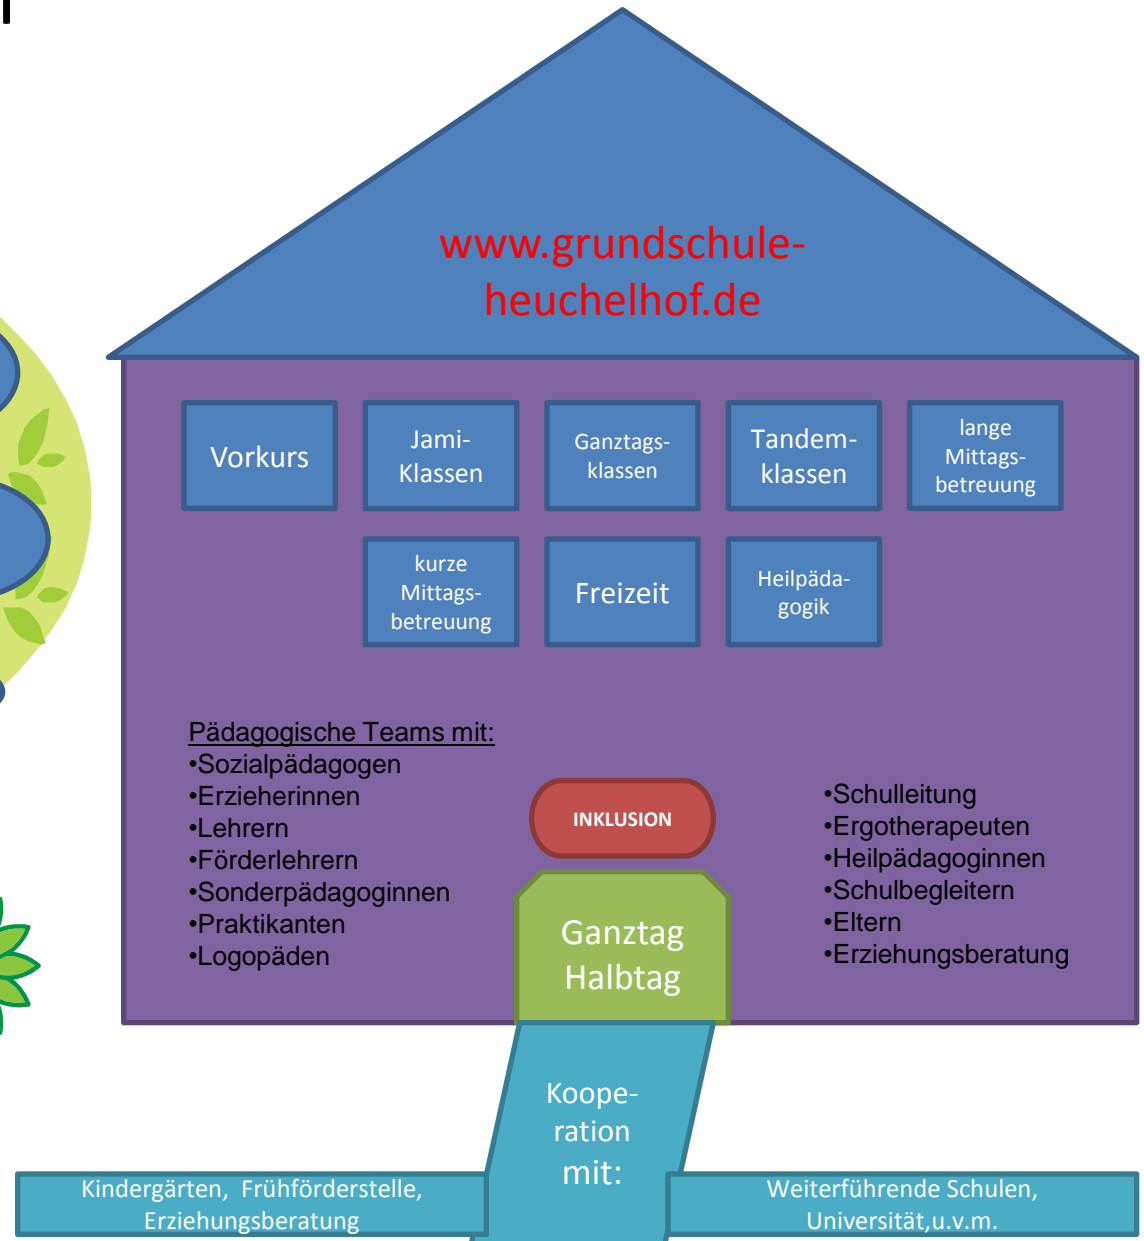 www.grundschule-
heuchelhof.de
Vorkurs
Jami-
Klassen
Ganztags-
klassen
Tandem-
klassen
lange
Mittags-
betreuung
kurze
Mittags-
betreuung
Freizeit
Heilpäda-
gogik
Pädagogische Teams mit:
•Sozialpädagogen
•Erzieherinnen
•Lehrern
•Förderlehrern
•Sonderpädagoginnen
•Praktikanten
•Logopäden
INKLUSION
•Schulleitung
•Ergotherapeuten
•Heilpädagoginnen
•Schulbegleitern
•Eltern
•Erziehungsberatung
Ganztag
Halbtag
Koope-
ration
mit:
Kindergärten, Frühförderstelle,
Erziehungsberatung
Weiterführende Schulen,
Universität,u.v.m.